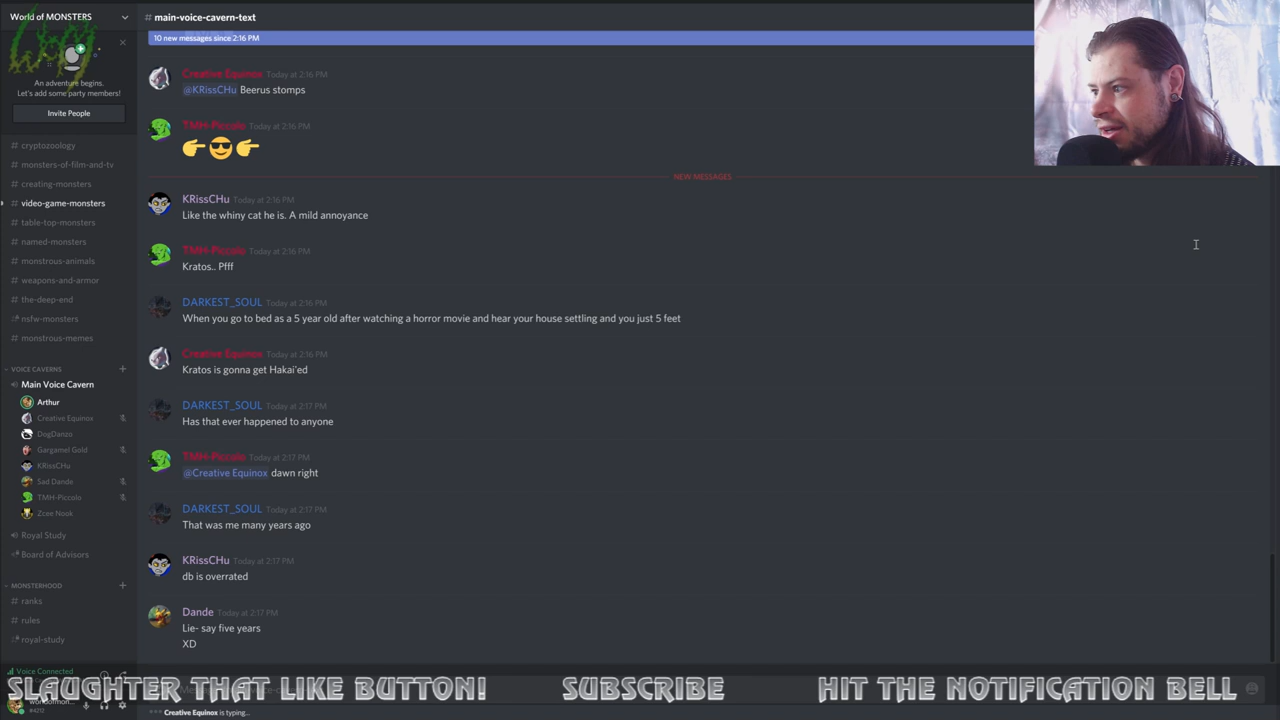 World of MONSTERS
# main-voice-cavern-text
10 new messages since 2:16 PM
An adventure begins.
Let's add some party members!
Invite People
# cryptozoology
# monsters-of-film-and-tv
# creating-monsters
# video-game-monsters
# table-top-monsters
# named-monsters
# monstrous-animals
# weapons-and-armor
# the-deep-end
nsfw-monsters
# monstrous-memes
VOICE CAVERNS
Main Voice Cavern
Arthur
Creative Equinox
DogDanzo
Gargamel Gold
KRissCHu
Sad Dande
TMH-Piccolo
Zcee Nook
Royal Study
Board of Advisors
MONSTERHOOD
# ranks
# rules
royal-study
Voice Connected
#4212
Creative Equinox Today at 2:16 PM
@KRissCHu Beerus stomps
TMH-Piccolo Today at 2:16 PM
👉😎👉
NEW MESSAGES
KRissCHu Today at 2:16 PM
Like the whiny cat he is. A mild annoyance
TMH-Piccolo Today at 2:16 PM
Kratos.. Pfff
DARKEST_SOUL Today at 2:16 PM
When you go to bed as a 5 year old after watching a horror movie and hear your house settling and you just 5 feet
Creative Equinox Today at 2:16 PM
Kratos is gonna get Hakai'ed
DARKEST_SOUL Today at 2:17 PM
Has that ever happened to anyone
TMH-Piccolo Today at 2:17 PM
@Creative Equinox dawn right
DARKEST_SOUL Today at 2:17 PM
That was me many years ago
KRissCHu Today at 2:17 PM
db is overrated
Dande Today at 2:17 PM
Lie- say five years
XD
SLAUGHTER THAT LIKE BUTTON! SUBSCRIBE HIT THE NOTIFICATION BELL
Creative Equinox is typing...